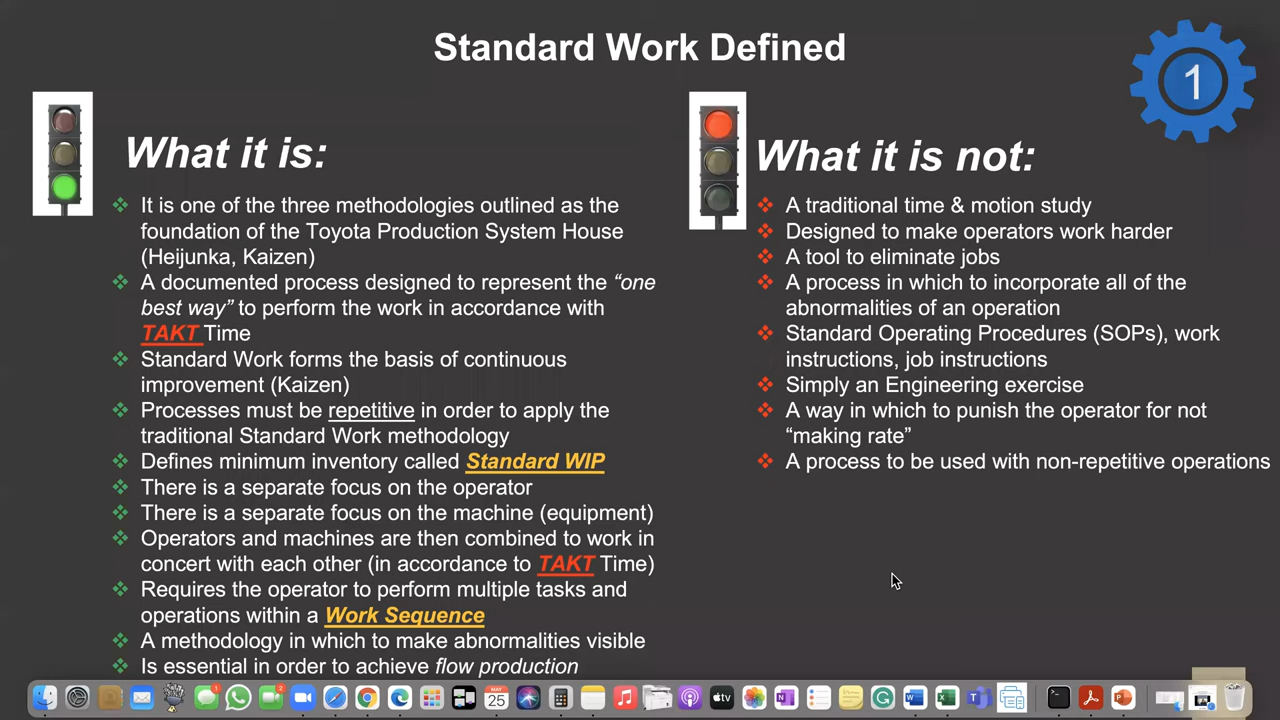 Standard Work Defined
1
What it is:
It is one of the three methodologies outlined as the
foundation of the Toyota Production System House
(Heijunka, Kaizen)
A documented process designed to represent the “one
best way” to perform the work in accordance with
TAKT Time
Standard Work forms the basis of continuous
improvement (Kaizen)
Processes must be repetitive in order to apply the
traditional Standard Work methodology
Defines minimum inventory called Standard WIP
There is a separate focus on the operator
There is a separate focus on the machine (equipment)
Operators and machines are then combined to work in
concert with each other (in accordance to TAKT Time)
Requires the operator to perform multiple tasks and
operations within a Work Sequence
A methodology in which to make abnormalities visible
Is essential in order to achieve flow production
What it is not:
A traditional time & motion study
Designed to make operators work harder
A tool to eliminate jobs
A process in which to incorporate all of the
abnormalities of an operation
Standard Operating Procedures (SOPs), work
instructions, job instructions
Simply an Engineering exercise
A way in which to punish the operator for not
“making rate”
A process to be used with non-repetitive operations
25
tv